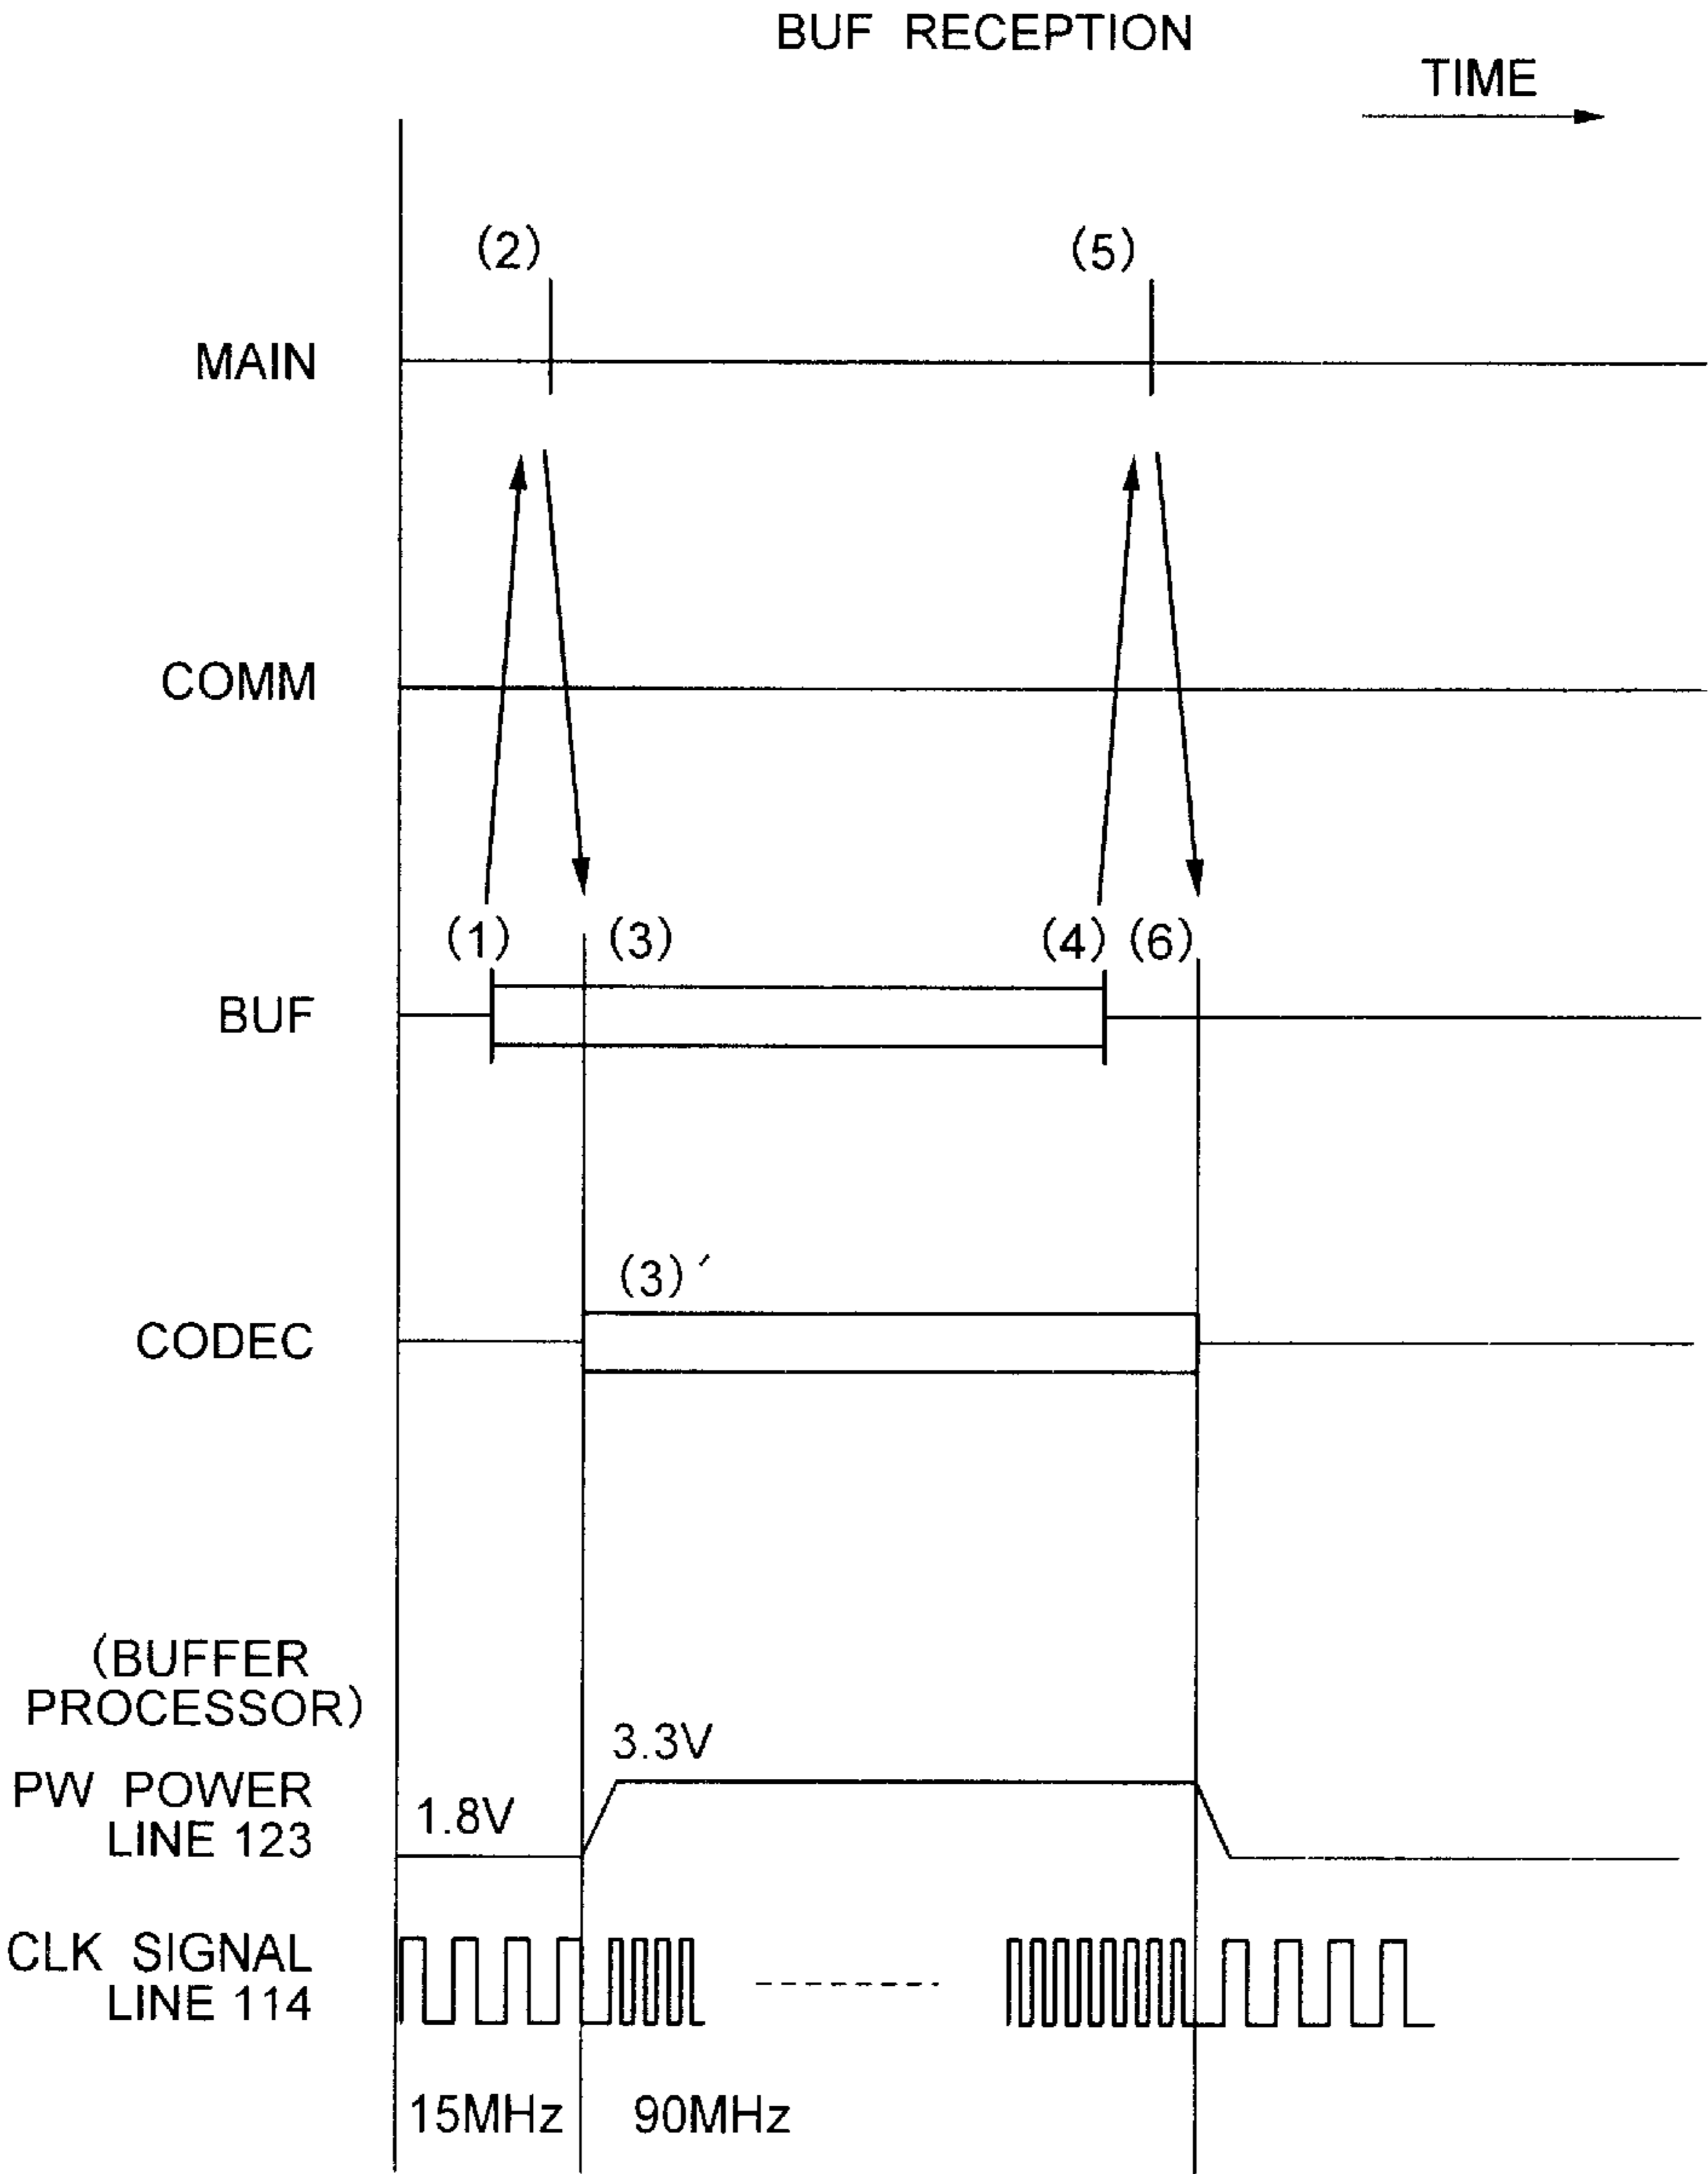 BUF RECEPTION
TIME
(2)
(5)
MAIN
COMM
(1)
(3)
(4)
(6)
BUF
(3)′
CODEC
(BUFFER
PROCESSOR)
3.3V
PW POWER
LINE 123
1.8V
CLK SIGNAL
LINE 114
15MHz
90MHz